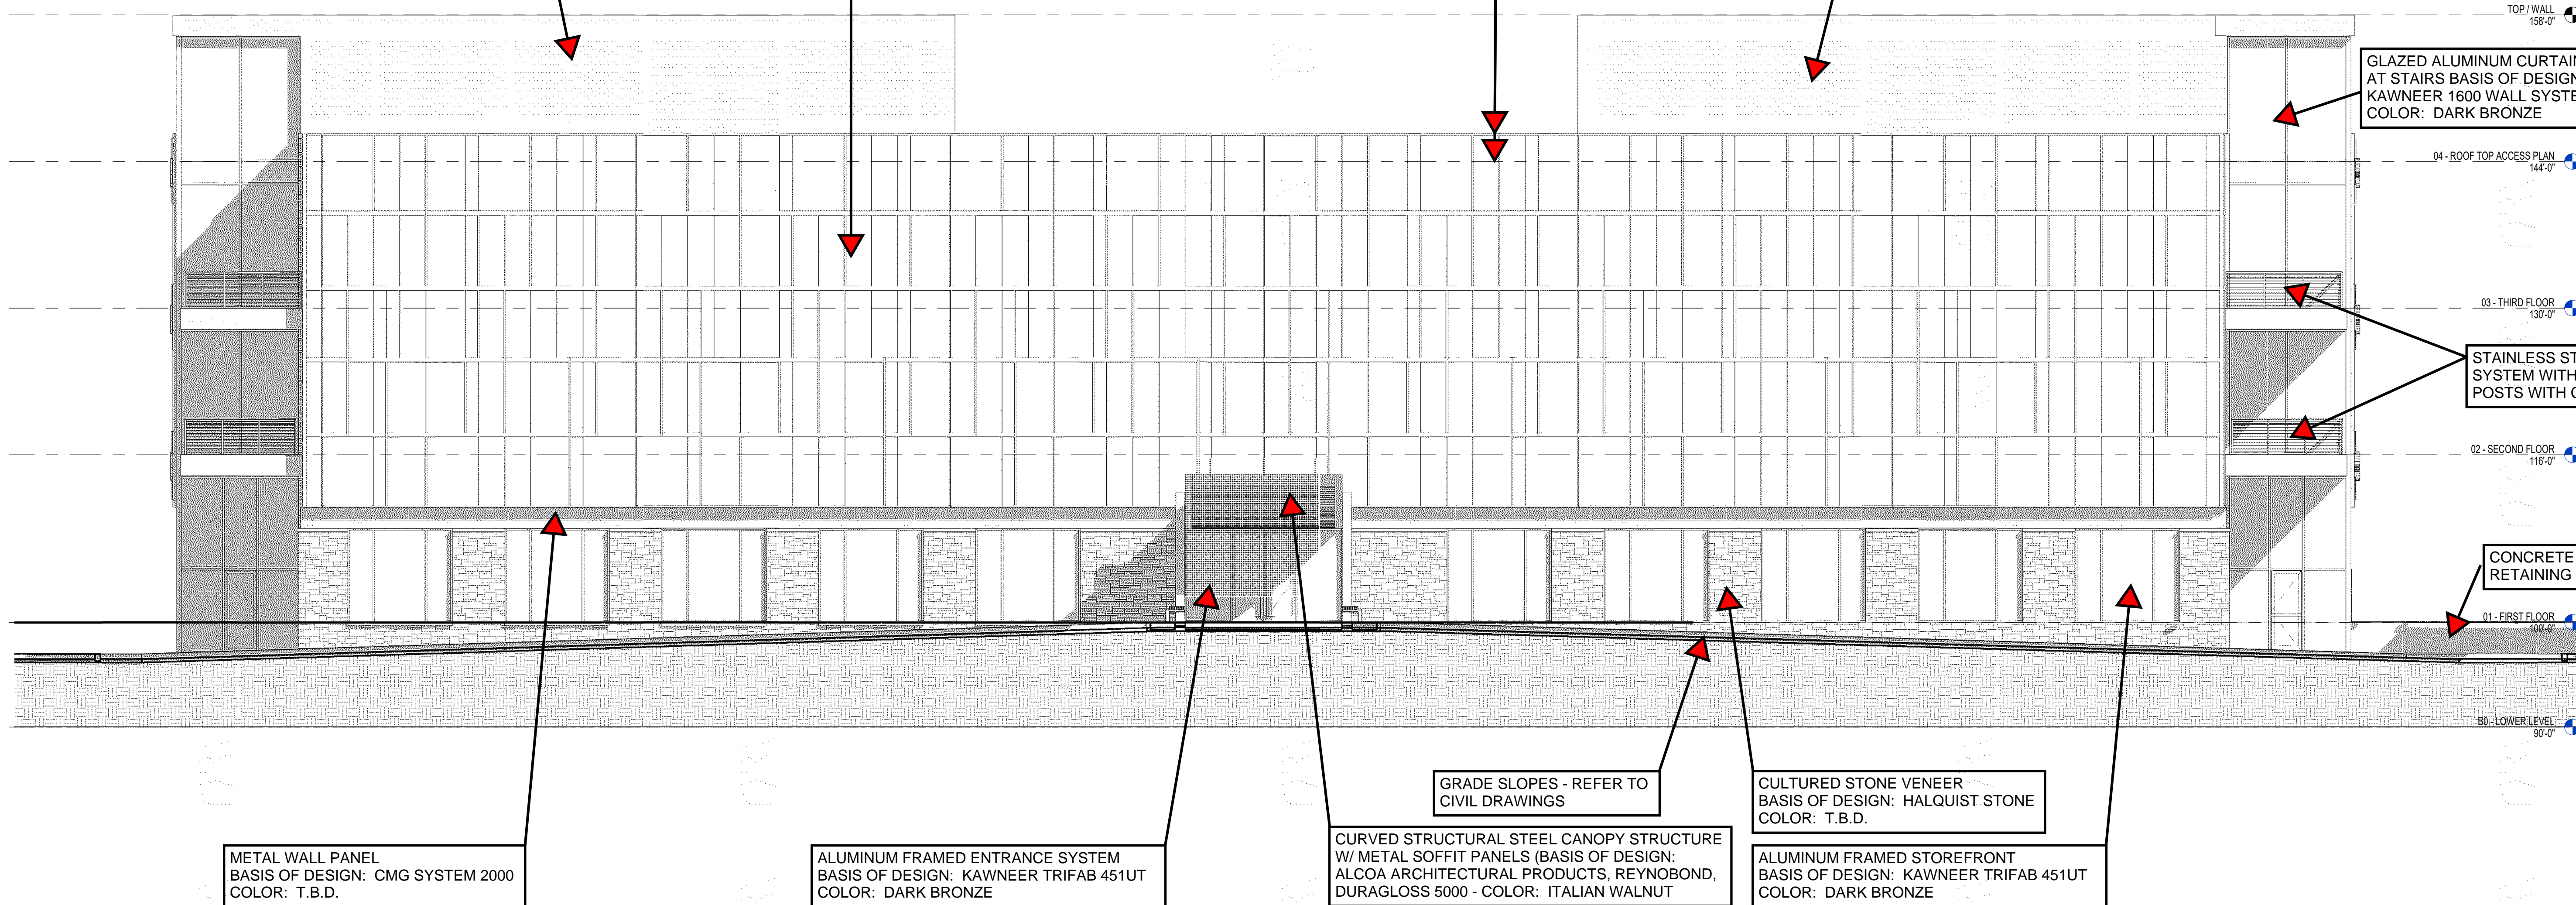 TOP / WALL
158'-0"
GLAZED ALUMINUM CURTAIN
AT STAIRS BASIS OF DESIGN
KAWNEER 1600 WALL SYSTE
COLOR: DARK BRONZE
04 - ROOF TOP ACCESS PLAN
144'-0"
03 - THIRD FLOOR
130'-0"
STAINLESS ST
SYSTEM WITH
POSTS WITH C
02 - SECOND FLOOR
116'-0"
CONCRETE
RETAINING
01 - FIRST FLOOR
100'-0"
B0 - LOWER LEVEL
90'-0"
GRADE SLOPES - REFER TO
CIVIL DRAWINGS
CULTURED STONE VENEER
BASIS OF DESIGN: HALQUIST STONE
COLOR: T.B.D.
METAL WALL PANEL
BASIS OF DESIGN: CMG SYSTEM 2000
COLOR: T.B.D.
ALUMINUM FRAMED ENTRANCE SYSTEM
BASIS OF DESIGN: KAWNEER TRIFAB 451UT
COLOR: DARK BRONZE
CURVED STRUCTURAL STEEL CANOPY STRUCTURE
W/ METAL SOFFIT PANELS (BASIS OF DESIGN:
ALCOA ARCHITECTURAL PRODUCTS, REYNOBOND,
DURAGLOSS 5000 - COLOR: ITALIAN WALNUT
ALUMINUM FRAMED STOREFRONT
BASIS OF DESIGN: KAWNEER TRIFAB 451UT
COLOR: DARK BRONZE